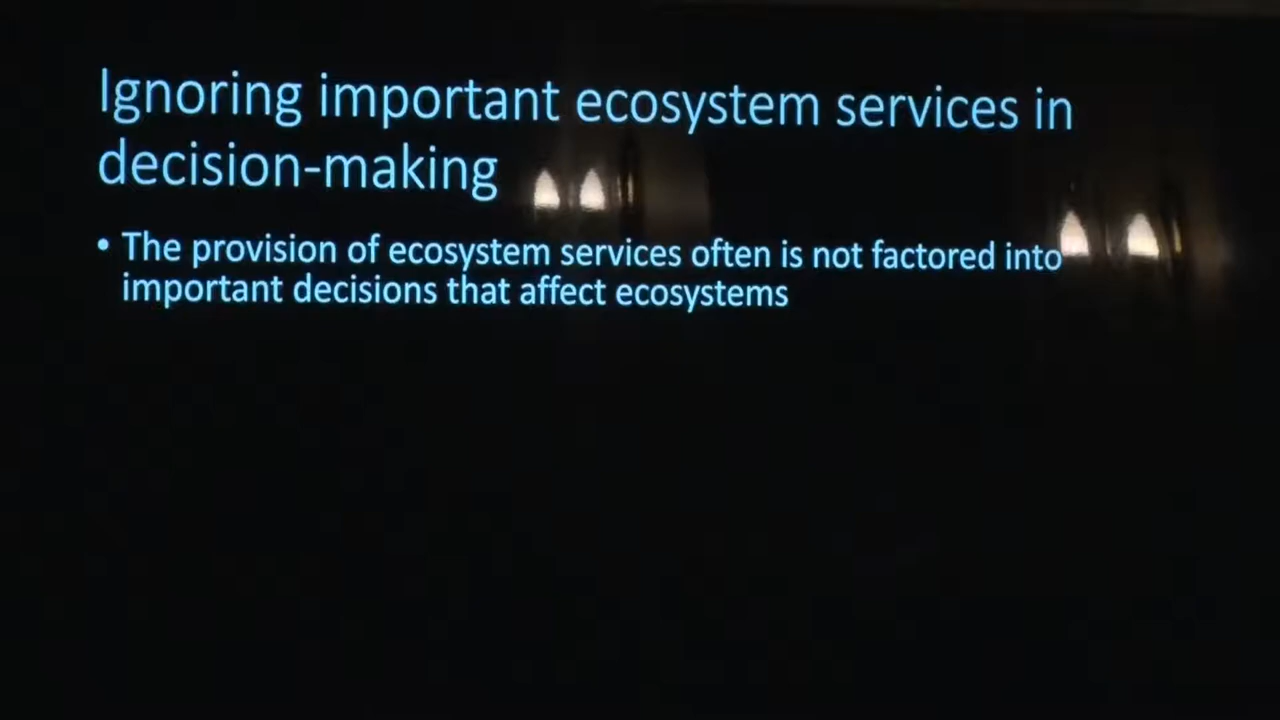 Ignoring important ecosystem services in
decision-making
• The provision of ecosystem services often is not factored into
important decisions that affect ecosystems